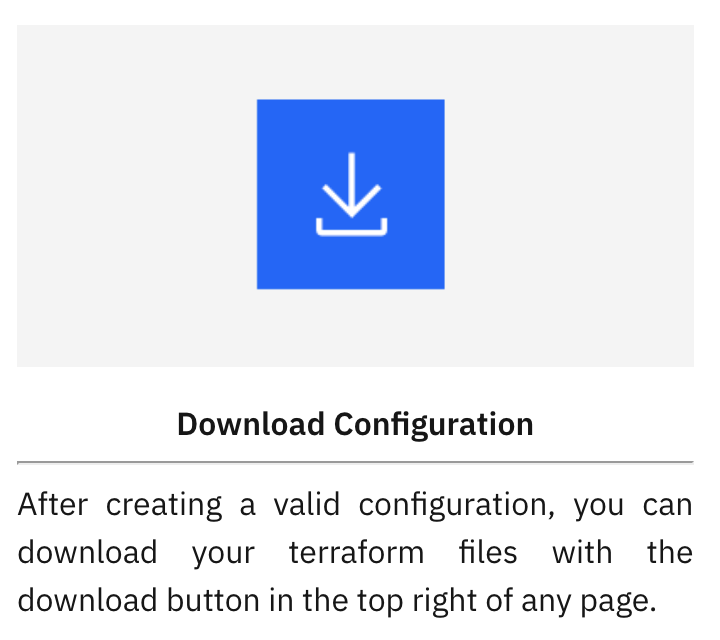 Download Configuration
After creating a valid configuration, you can
download your terraform files with the
download button in the top right of any page.